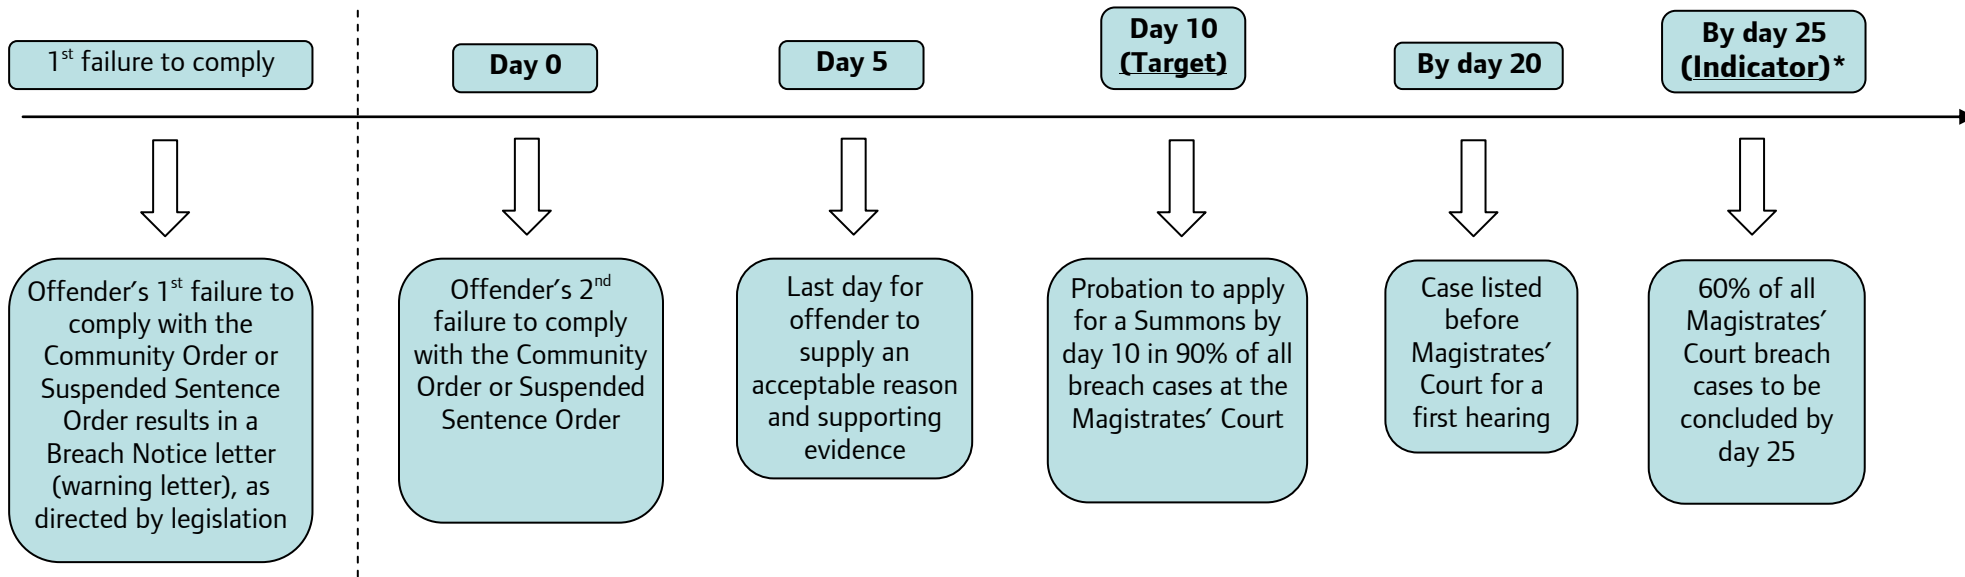 1st failure to comply
Day 0
Day 5
Day 10
(Target)
By day 20
By day 25
(Indicator)*
Offender’s 1st failure to
comply with the
Community Order or
Suspended Sentence
Order results in a
Breach Notice letter
(warning letter), as
directed by legislation
Offender’s 2nd
failure to comply
with the Community
Order or Suspended
Sentence Order
Last day for
offender to
supply an
acceptable reason
and supporting
evidence
Probation to apply
for a Summons by
day 10 in 90% of all
breach cases at the
Magistrates’ Court
Case listed
before
Magistrates’
Court for a
first hearing
60% of all
Magistrates’
Court breach
cases to be
concluded by
day 25